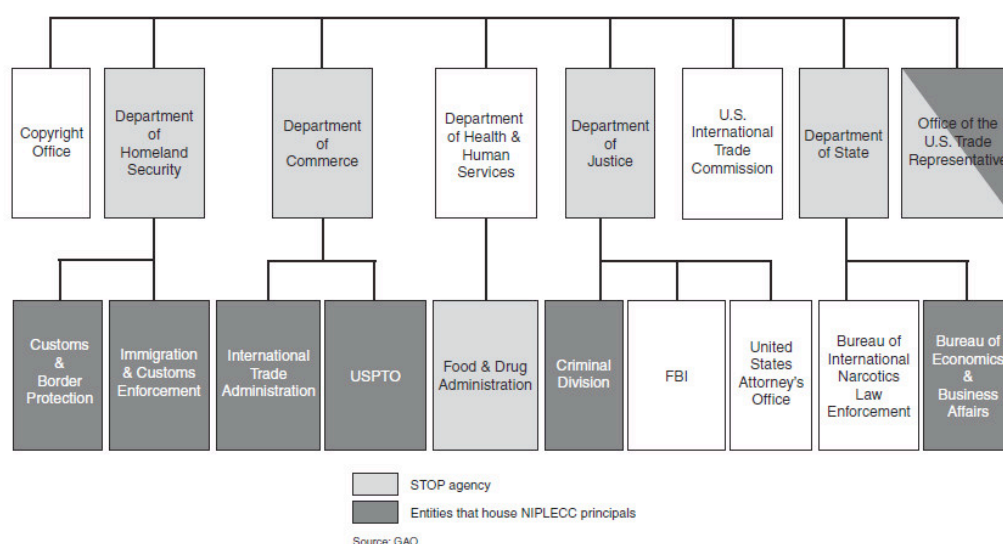 Copyright
Office
Department
of
Homeland
Security
Department
of
Commerce
Department
of Health &
Human
Services
Department
of
Justice
U.S.
International
Trade
Commission
Department
of State
Office of the
U.S. Trade
Representative
Customs
&
Border
Protection
Immigration
& Customs
Enforcement
International
Trade
Administration
USPTO
Food & Drug
Administration
Criminal
Division
FBI
United
States
Attorney's
Office
Bureau of
International
Narcotics
Law
Enforcement
Bureau of
Economics
&
Business
Affairs
STOP agency
Entities that house NIPLECC principals
Source: GAO